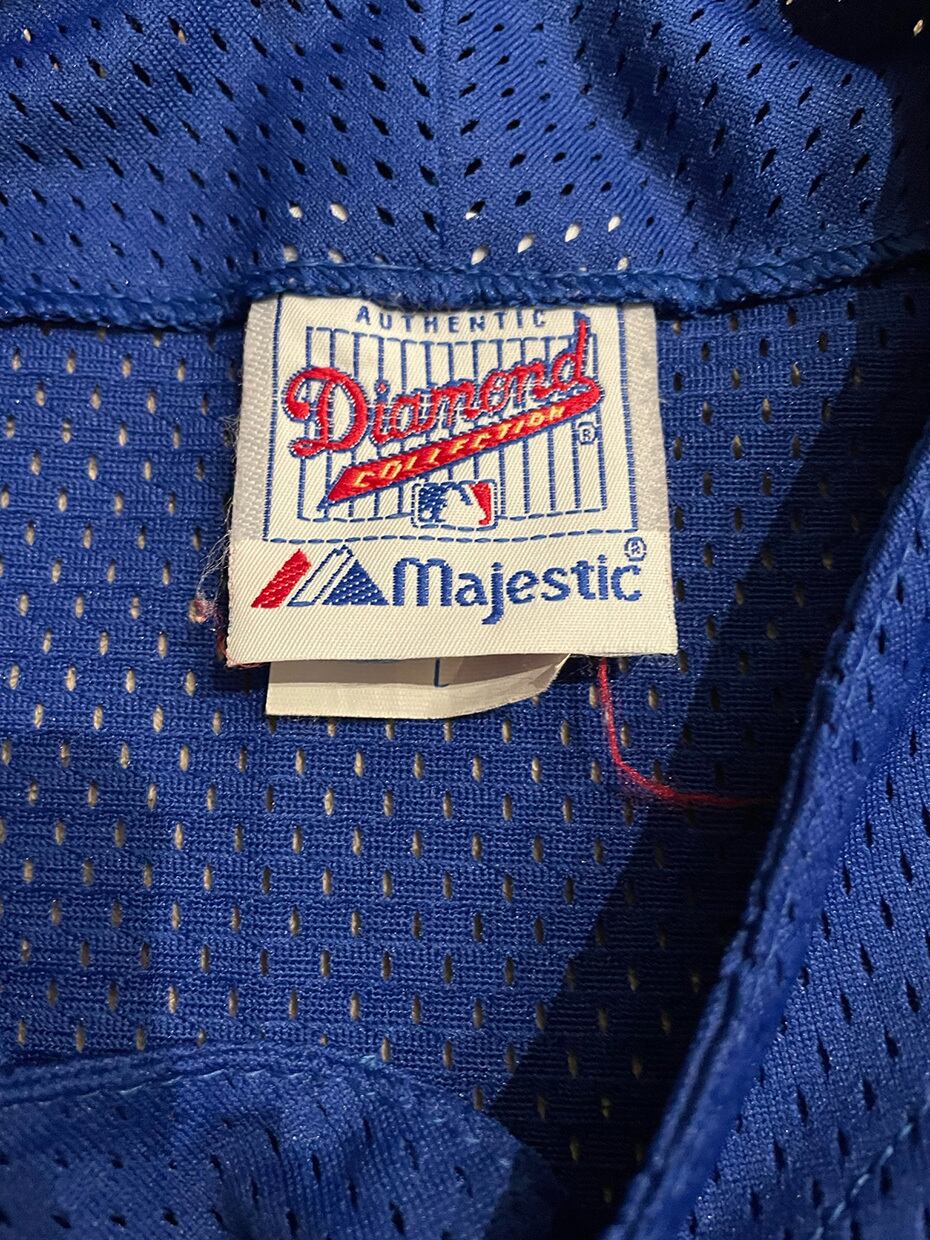 AUTHENTIC
Diamond
COLLECTION ®
Majestic ®
L